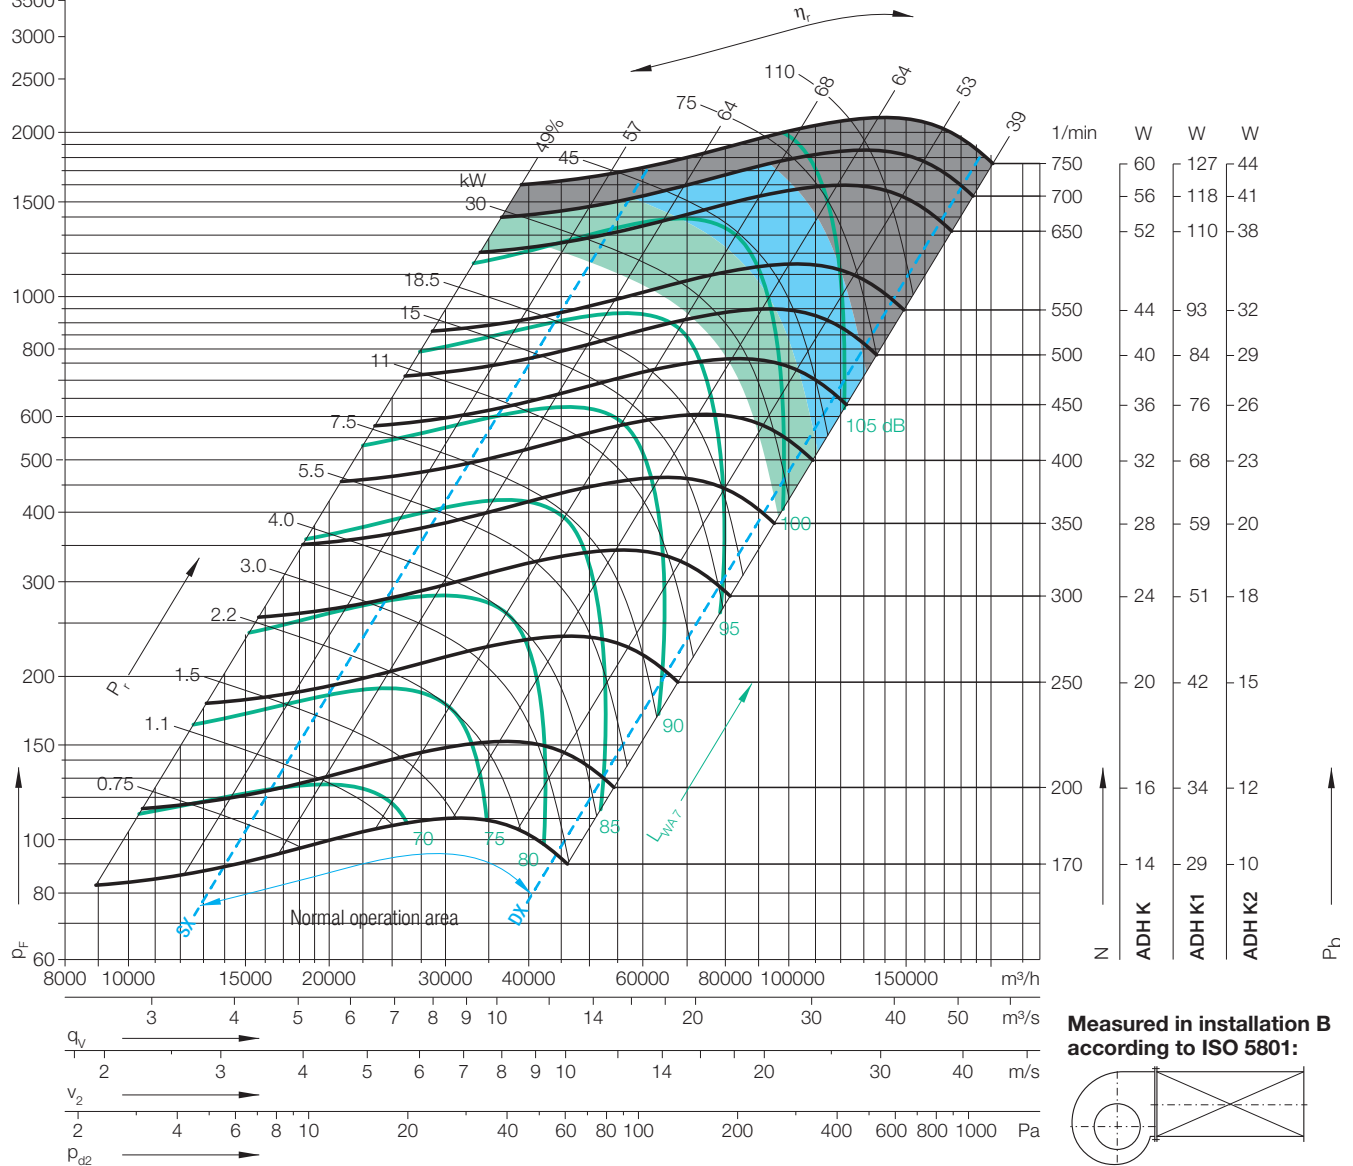 3500
3000
2500
2000
1500
1000
800
600
500
400
300
200
150
100
80
60
p_F
η_r
49%
57
64
75
110
68
64
53
39
kW
45
30
18.5
15
11
7.5
5.5
4.0
3.0
2.2
1.5
1.1
0.75
P_r
105 dB
100
95
90
85
80
75
70
L_WA7
SX
DX
Normal operation area
1/min W W W
750 60 127 44
700 56 118 41
650 52 110 38
550 44 93 32
500 40 84 29
450 36 76 26
400 32 68 23
350 28 59 20
300 24 51 18
250 20 42 15
200 16 34 12
170 14 29 10
N
ADH K
ADH K1
ADH K2
P_b
8000 10000 15000 20000 30000 40000 60000 80000 100000 150000 m³/h
3 4 5 6 7 8 9 10 14 20 30 40 50 m³/s
q_V
2 3 4 5 6 7 8 9 10 14 20 30 40 m/s
v_2
2 4 6 8 10 20 40 60 80 100 200 400 600 800 1000 Pa
p_d2
Measured in installation B
according to ISO 5801: